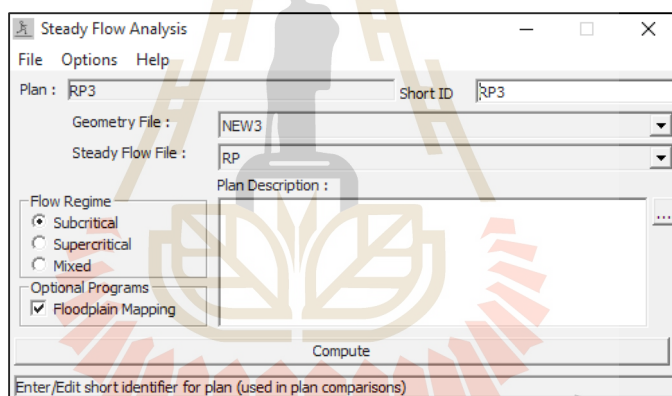 Steady Flow Analysis
File Options Help
Plan : RP3 Short ID RP3
Geometry File : NEW3
Steady Flow File : RP
Plan Description :
Flow Regime
Subcritical
Supercritical
Mixed
Optional Programs
Floodplain Mapping
...
Compute
Enter/Edit short identifier for plan (used in plan comparisons)